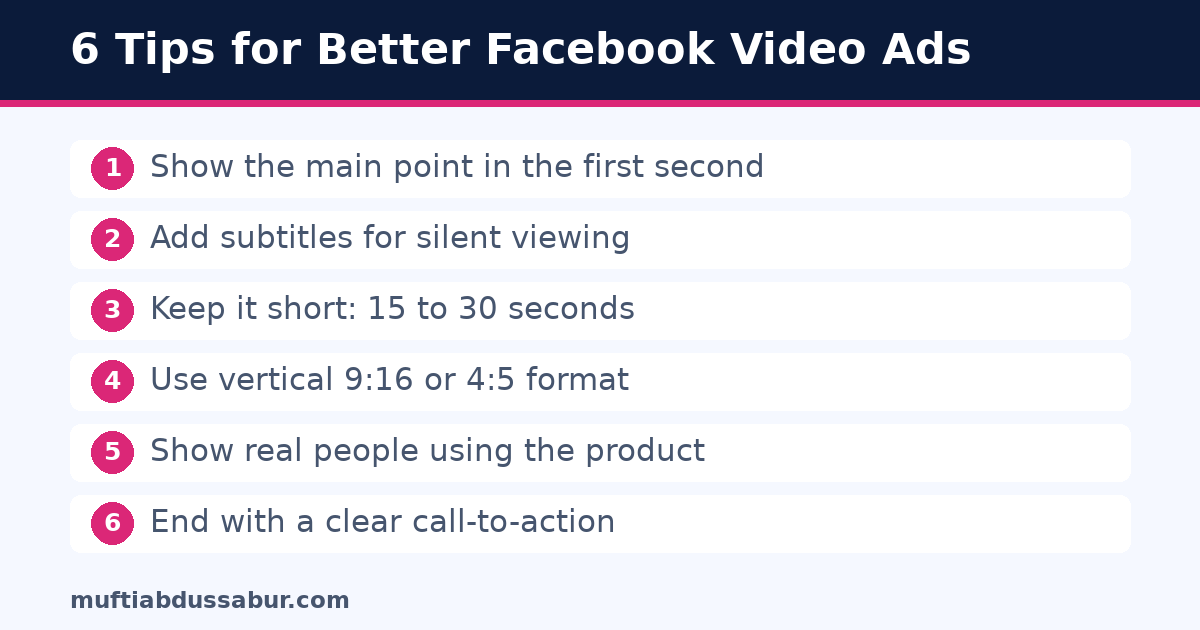 6 Tips for Better Facebook Video Ads
1 Show the main point in the first second
2 Add subtitles for silent viewing
3 Keep it short: 15 to 30 seconds
4 Use vertical 9:16 or 4:5 format
5 Show real people using the product
6 End with a clear call-to-action
muftiabdussabur.com